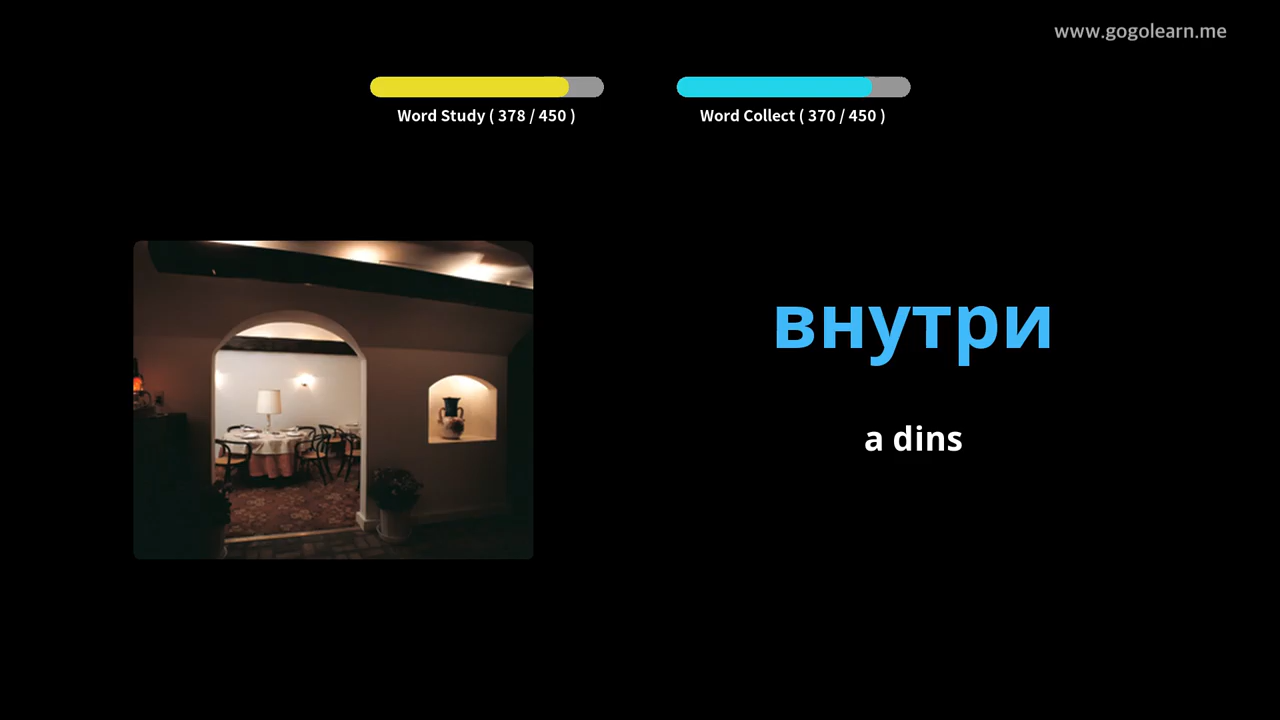 www.gogolearn.me
Word Study ( 378 / 450 )
Word Collect ( 370 / 450 )
внутри
a dins